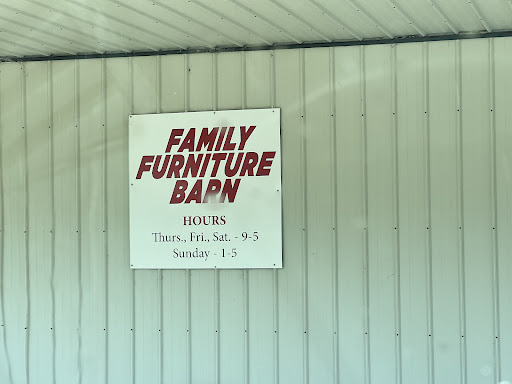 FAMILY
FURNITURE
BARN
HOURS
Thurs., Fri., Sat. - 9-5
Sunday - 1-5